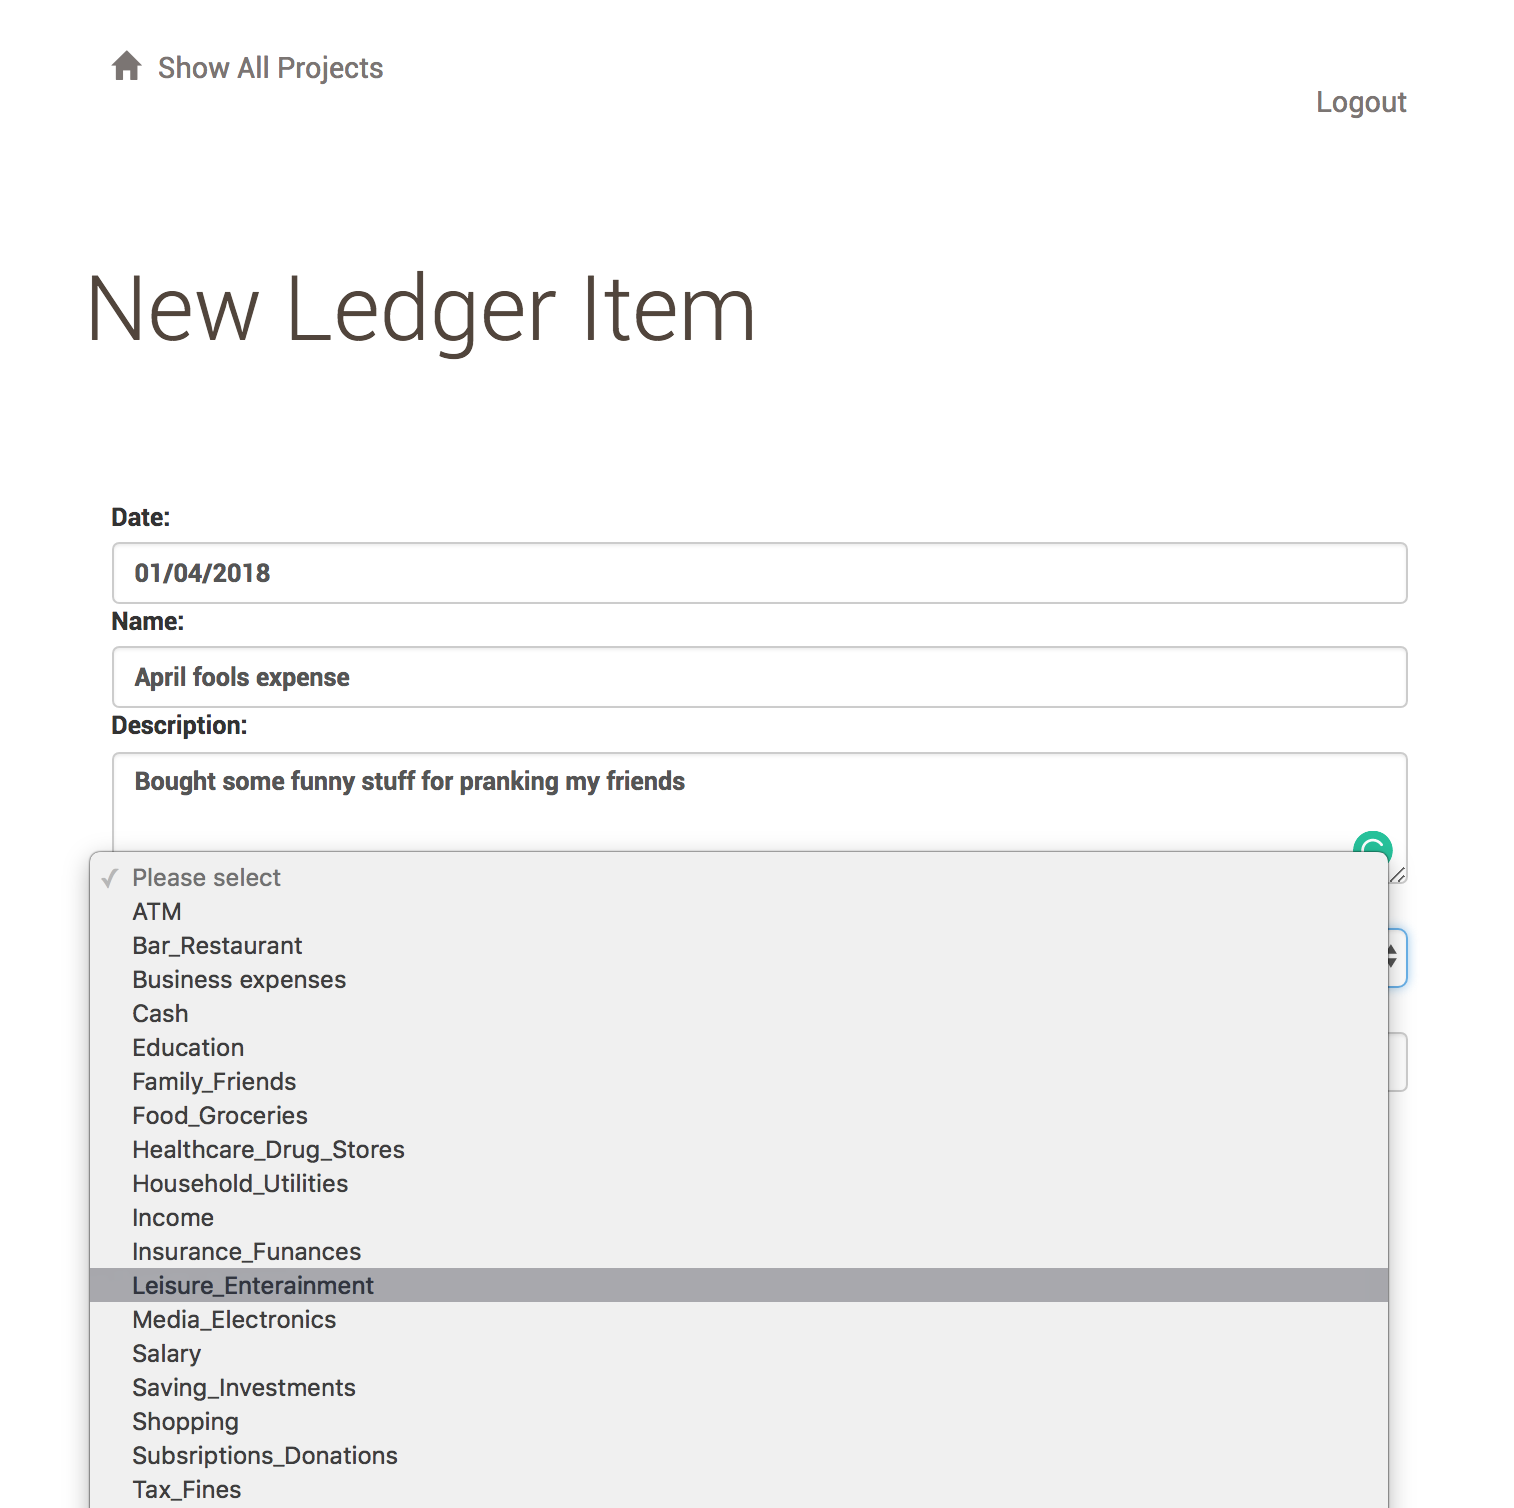 Show All Projects
Logout
New Ledger Item
Date:
01/04/2018
Name:
April fools expense
Description:
Bought some funny stuff for pranking my friends
Please select
ATM
Bar_Restaurant
Business expenses
Cash
Education
Family_Friends
Food_Groceries
Healthcare_Drug_Stores
Household_Utilities
Income
Insurance_Funances
Leisure_Enterainment
Media_Electronics
Salary
Saving_Investments
Shopping
Subsriptions_Donations
Tax_Fines